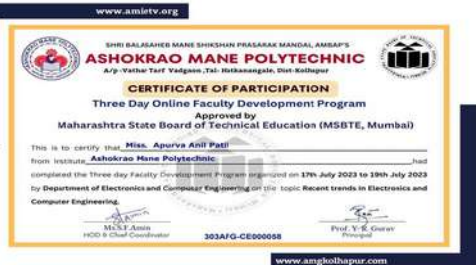 www.amietv.org
SHRI BALASAHEB MANE SHIKSHAN PRASARAK MANDAL, AMBAP'S
ASHOKRAO MANE POLYTECHNIC
A/p -Vathar Tarf Vadgaon ,Tal- Hatkanangale, Dist-Kolhapur
CERTIFICATE OF PARTICIPATION
Three Day Online Faculty Development Program
Approved by
Maharashtra State Board of Technical Education (MSBTE, Mumbai)
This is to certify that Miss. Apurva Anil Patil
from Institute Ashokrao Mane Polytechnic had
completed the Three day Faculty Development Program organized on 17th July 2023 to 19th July 2023
by Department of Electronics and Computer Engineering on the topic Recent trends in Electronics and
Computer Engineering.
Ms.S.F.Amin
HOD & Chief Coordinator
303AFG-CE000058
Prof. Y. R. Gurav
Principal
www.angkolhapur.com